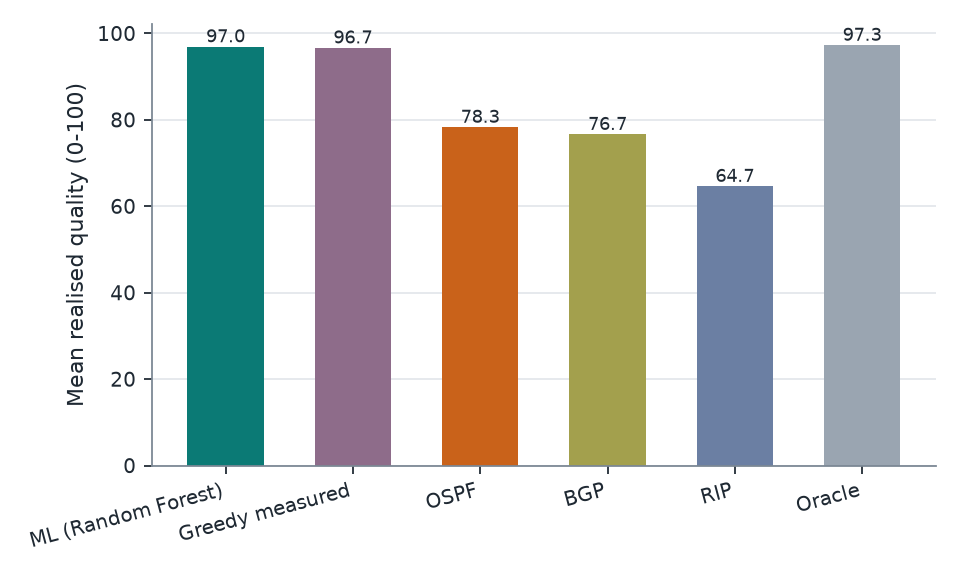 Mean realised quality (0-100)
100
80
60
40
20
0
97.0
96.7
78.3
76.7
64.7
97.3
ML (Random Forest)
Greedy measured
OSPF
BGP
RIP
Oracle